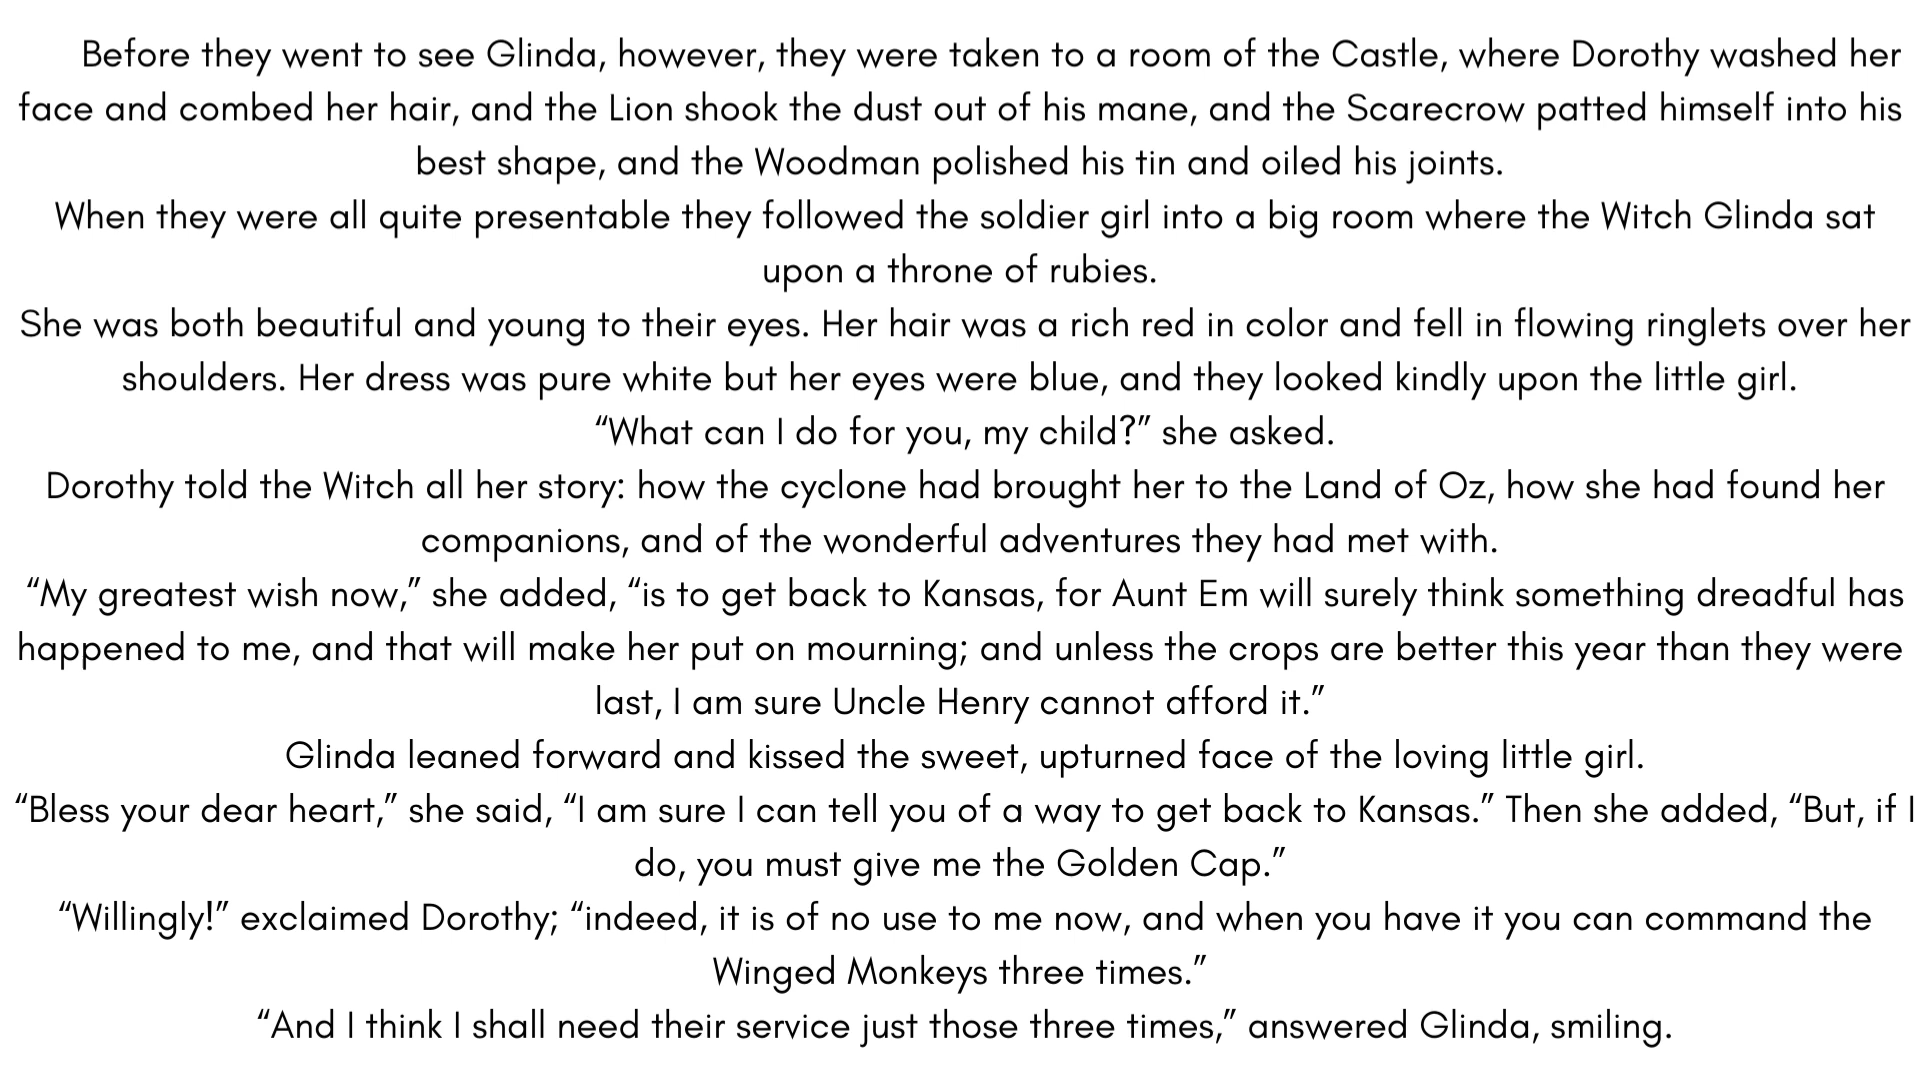 Before they went to see Glinda, however, they were taken to a room of the Castle, where Dorothy washed her
face and combed her hair, and the Lion shook the dust out of his mane, and the Scarecrow patted himself into his
best shape, and the Woodman polished his tin and oiled his joints.
When they were all quite presentable they followed the soldier girl into a big room where the Witch Glinda sat
upon a throne of rubies.
She was both beautiful and young to their eyes. Her hair was a rich red in color and fell in flowing ringlets over her
shoulders. Her dress was pure white but her eyes were blue, and they looked kindly upon the little girl.
“What can I do for you, my child?” she asked.
Dorothy told the Witch all her story: how the cyclone had brought her to the Land of Oz, how she had found her
companions, and of the wonderful adventures they had met with.
“My greatest wish now,” she added, “is to get back to Kansas, for Aunt Em will surely think something dreadful has
happened to me, and that will make her put on mourning; and unless the crops are better this year than they were
last, I am sure Uncle Henry cannot afford it.”
Glinda leaned forward and kissed the sweet, upturned face of the loving little girl.
“Bless your dear heart,” she said, “I am sure I can tell you of a way to get back to Kansas.” Then she added, “But, if I
do, you must give me the Golden Cap.”
“Willingly!” exclaimed Dorothy; “indeed, it is of no use to me now, and when you have it you can command the
Winged Monkeys three times.”
“And I think I shall need their service just those three times,” answered Glinda, smiling.